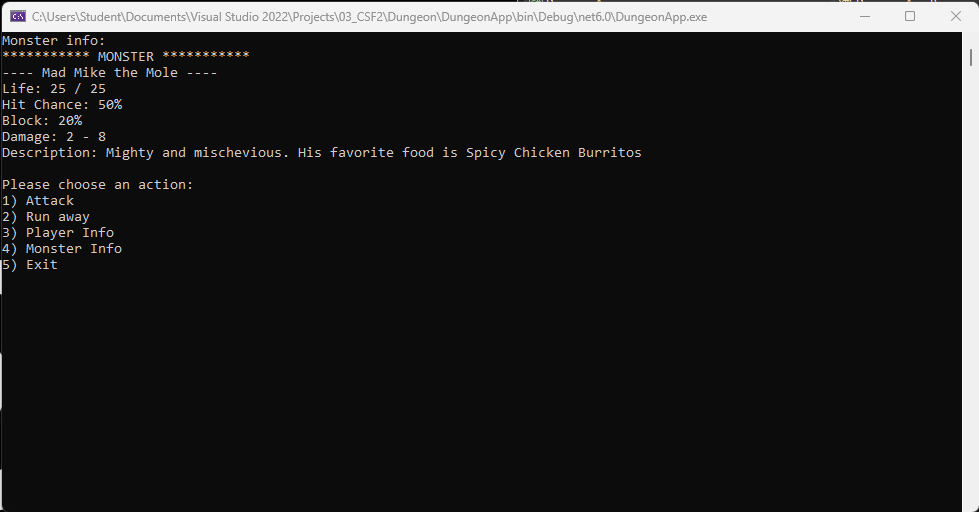 C:\Users\Student\Documents\Visual Studio 2022\Projects\03_CSF2\Dungeon\DungeonApp\bin\Debug\net6.0\DungeonApp.exe
Monster info:
*********** MONSTER ***********
---- Mad Mike the Mole ----
Life: 25 / 25
Hit Chance: 50%
Block: 20%
Damage: 2 - 8
Description: Mighty and mischevious. His favorite food is Spicy Chicken Burritos
Please choose an action:
1) Attack
2) Run away
3) Player Info
4) Monster Info
5) Exit